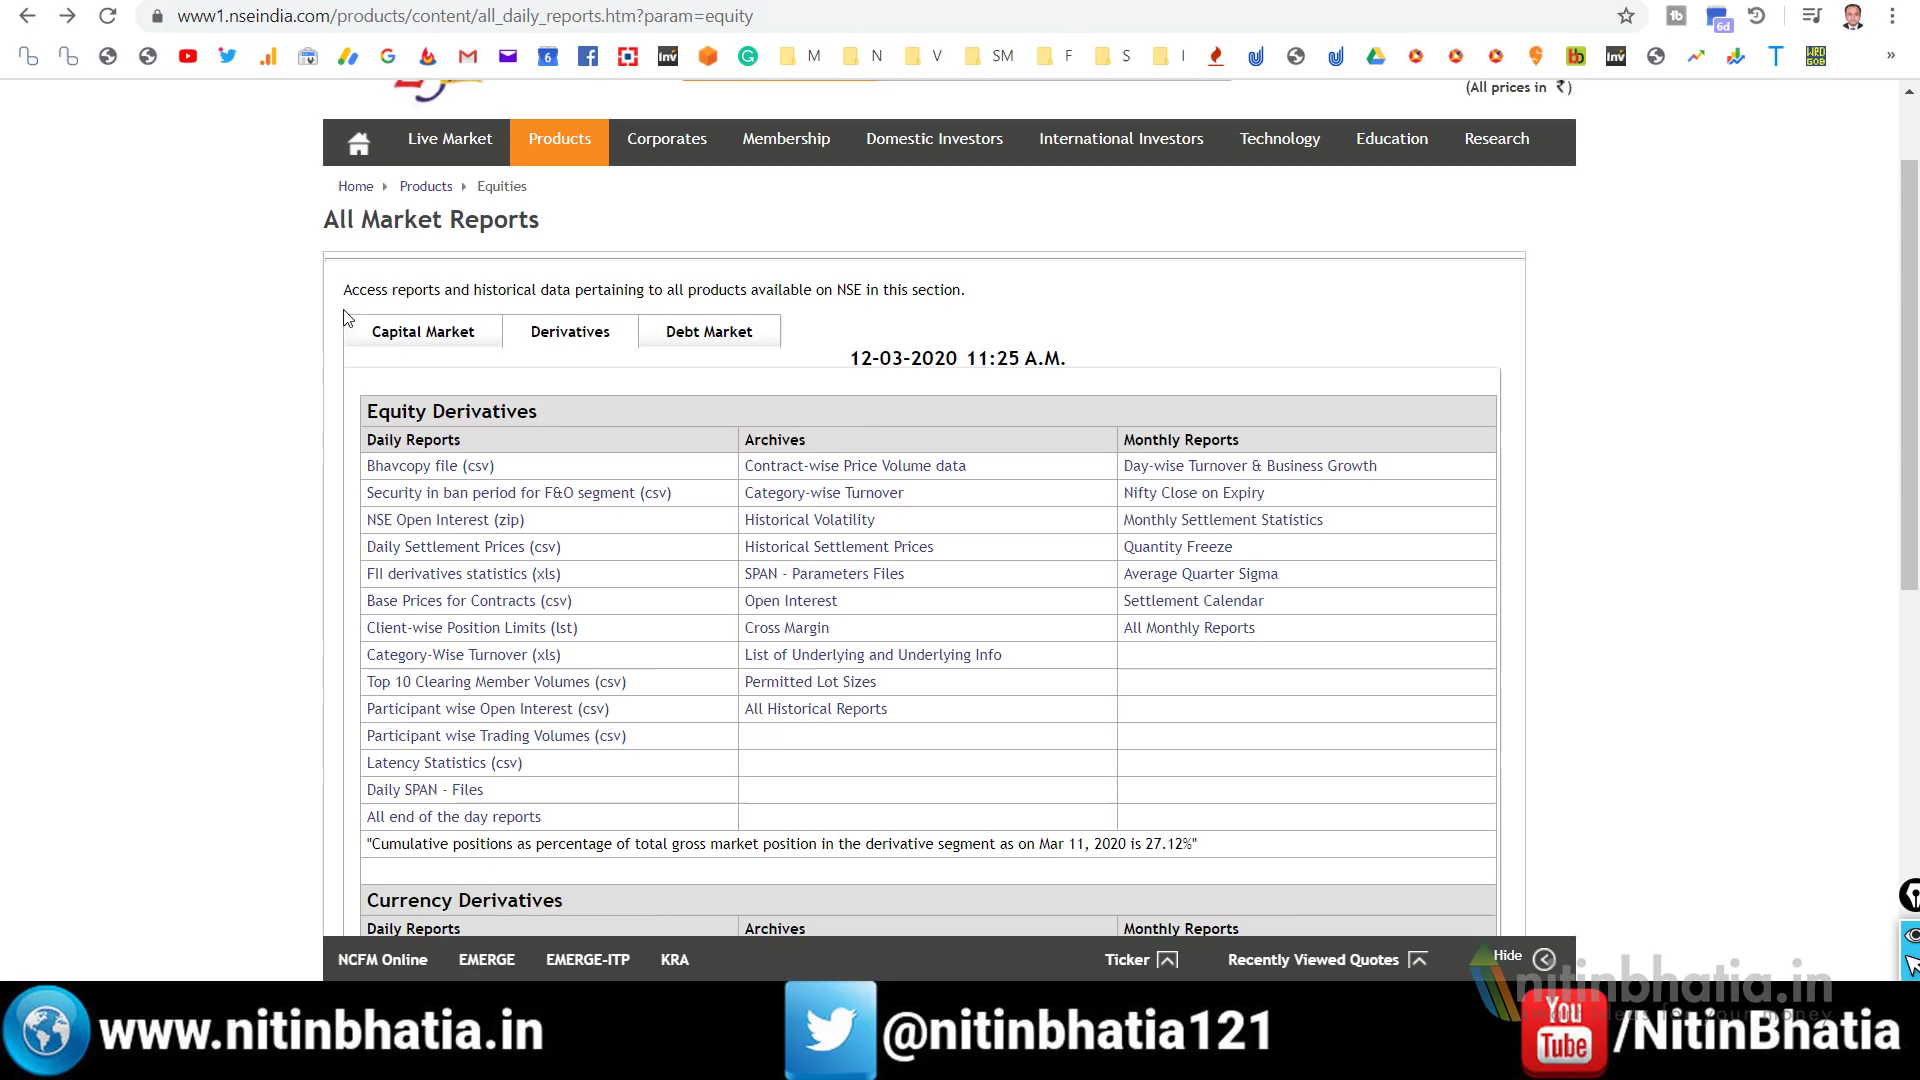 www1.nseindia.com/products/content/all_daily_reports.htm?param=equity
M N V SM F S I
(All prices in ₹)
Live Market Products Corporates Membership Domestic Investors International Investors Technology Education Research
Home Products Equities
All Market Reports
Access reports and historical data pertaining to all products available on NSE in this section.
Capital Market Derivatives Debt Market
12-03-2020 11:25 A.M.
Equity Derivatives
Daily Reports Archives Monthly Reports
Bhavcopy file (csv) Contract-wise Price Volume data Day-wise Turnover & Business Growth
Security in ban period for F&O segment (csv) Category-wise Turnover Nifty Close on Expiry
NSE Open Interest (zip) Historical Volatility Monthly Settlement Statistics
Daily Settlement Prices (csv) Historical Settlement Prices Quantity Freeze
FII derivatives statistics (xls) SPAN - Parameters Files Average Quarter Sigma
Base Prices for Contracts (csv) Open Interest Settlement Calendar
Client-wise Position Limits (lst) Cross Margin All Monthly Reports
Category-Wise Turnover (xls) List of Underlying and Underlying Info
Top 10 Clearing Member Volumes (csv) Permitted Lot Sizes
Participant wise Open Interest (csv) All Historical Reports
Participant wise Trading Volumes (csv)
Latency Statistics (csv)
Daily SPAN - Files
All end of the day reports
"Cumulative positions as percentage of total gross market position in the derivative segment as on Mar 11, 2020 is 27.12%"
Currency Derivatives
Daily Reports Archives Monthly Reports
NCFM Online EMERGE EMERGE-ITP KRA Ticker Recently Viewed Quotes Hide
nitinbhatia.in
www.nitinbhatia.in @nitinbhatia121 You Tube /NitinBhatia